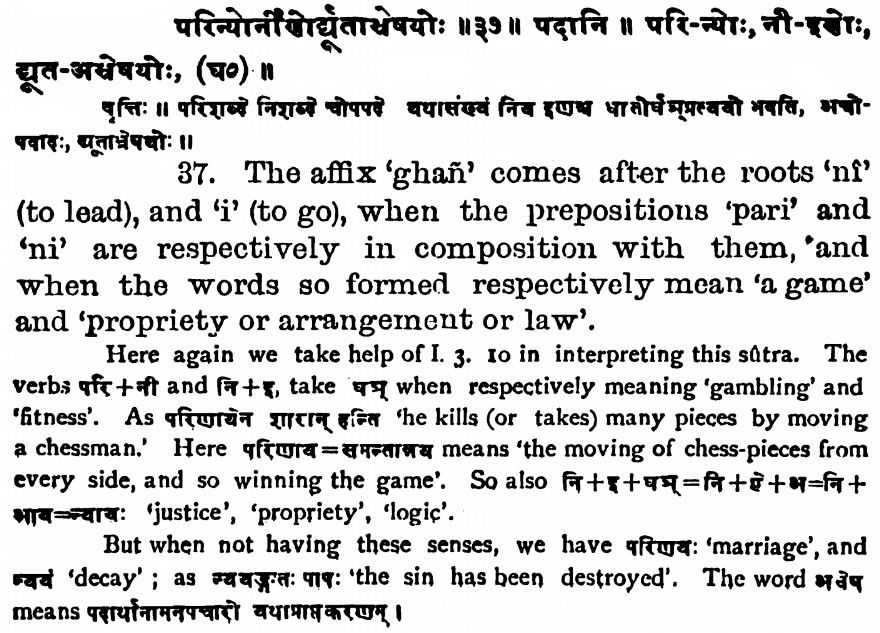 परिन्योर्नीणोर्द्यूताभ्रेषयोः ॥३७॥ पदानि ॥ परि-न्योः, नी-इणोः,
द्यूत-अभ्रेषयोः, (घ०) ॥
वृत्तिः ॥ परिशब्दे निशब्दे चोपपदे यथासंख्यं निय इणश्च धातोर्घञ्प्रत्ययो भवति, अचो-
पवादः, द्यूताभ्रेषयोः ॥
37. The affix ‘ghañ’ comes after the roots ‘nî’
(to lead), and ‘i’ (to go), when the prepositions ‘pari’ and
‘ni’ are respectively in composition with them, and
when the words so formed respectively mean ‘a game’
and ‘propriety or arrangement or law’.
Here again we take help of I. 3. 10 in interpreting this sûtra. The
verbs परि+नी and नि+इ, take घञ् when respectively meaning ‘gambling’ and
‘fitness’. As परिणायेन शारान् हन्ति ‘he kills (or takes) many pieces by moving
a chessman.’ Here परिणाय=समन्तान्नय means ‘the moving of chess-pieces from
every side, and so winning the game’. So also नि+इ+घञ्=नि+ऐ+अ=नि+
आय=न्यायः ‘justice’, ‘propriety’, ‘logic’.
But when not having these senses, we have परिणयः ‘marriage’, and
न्ययं ‘decay’ ; as न्ययङ्गतः पापः ‘the sin has been destroyed’. The word अभ्रेष
means पदार्थानामनपचारो यथाप्राप्तकरणम् ।